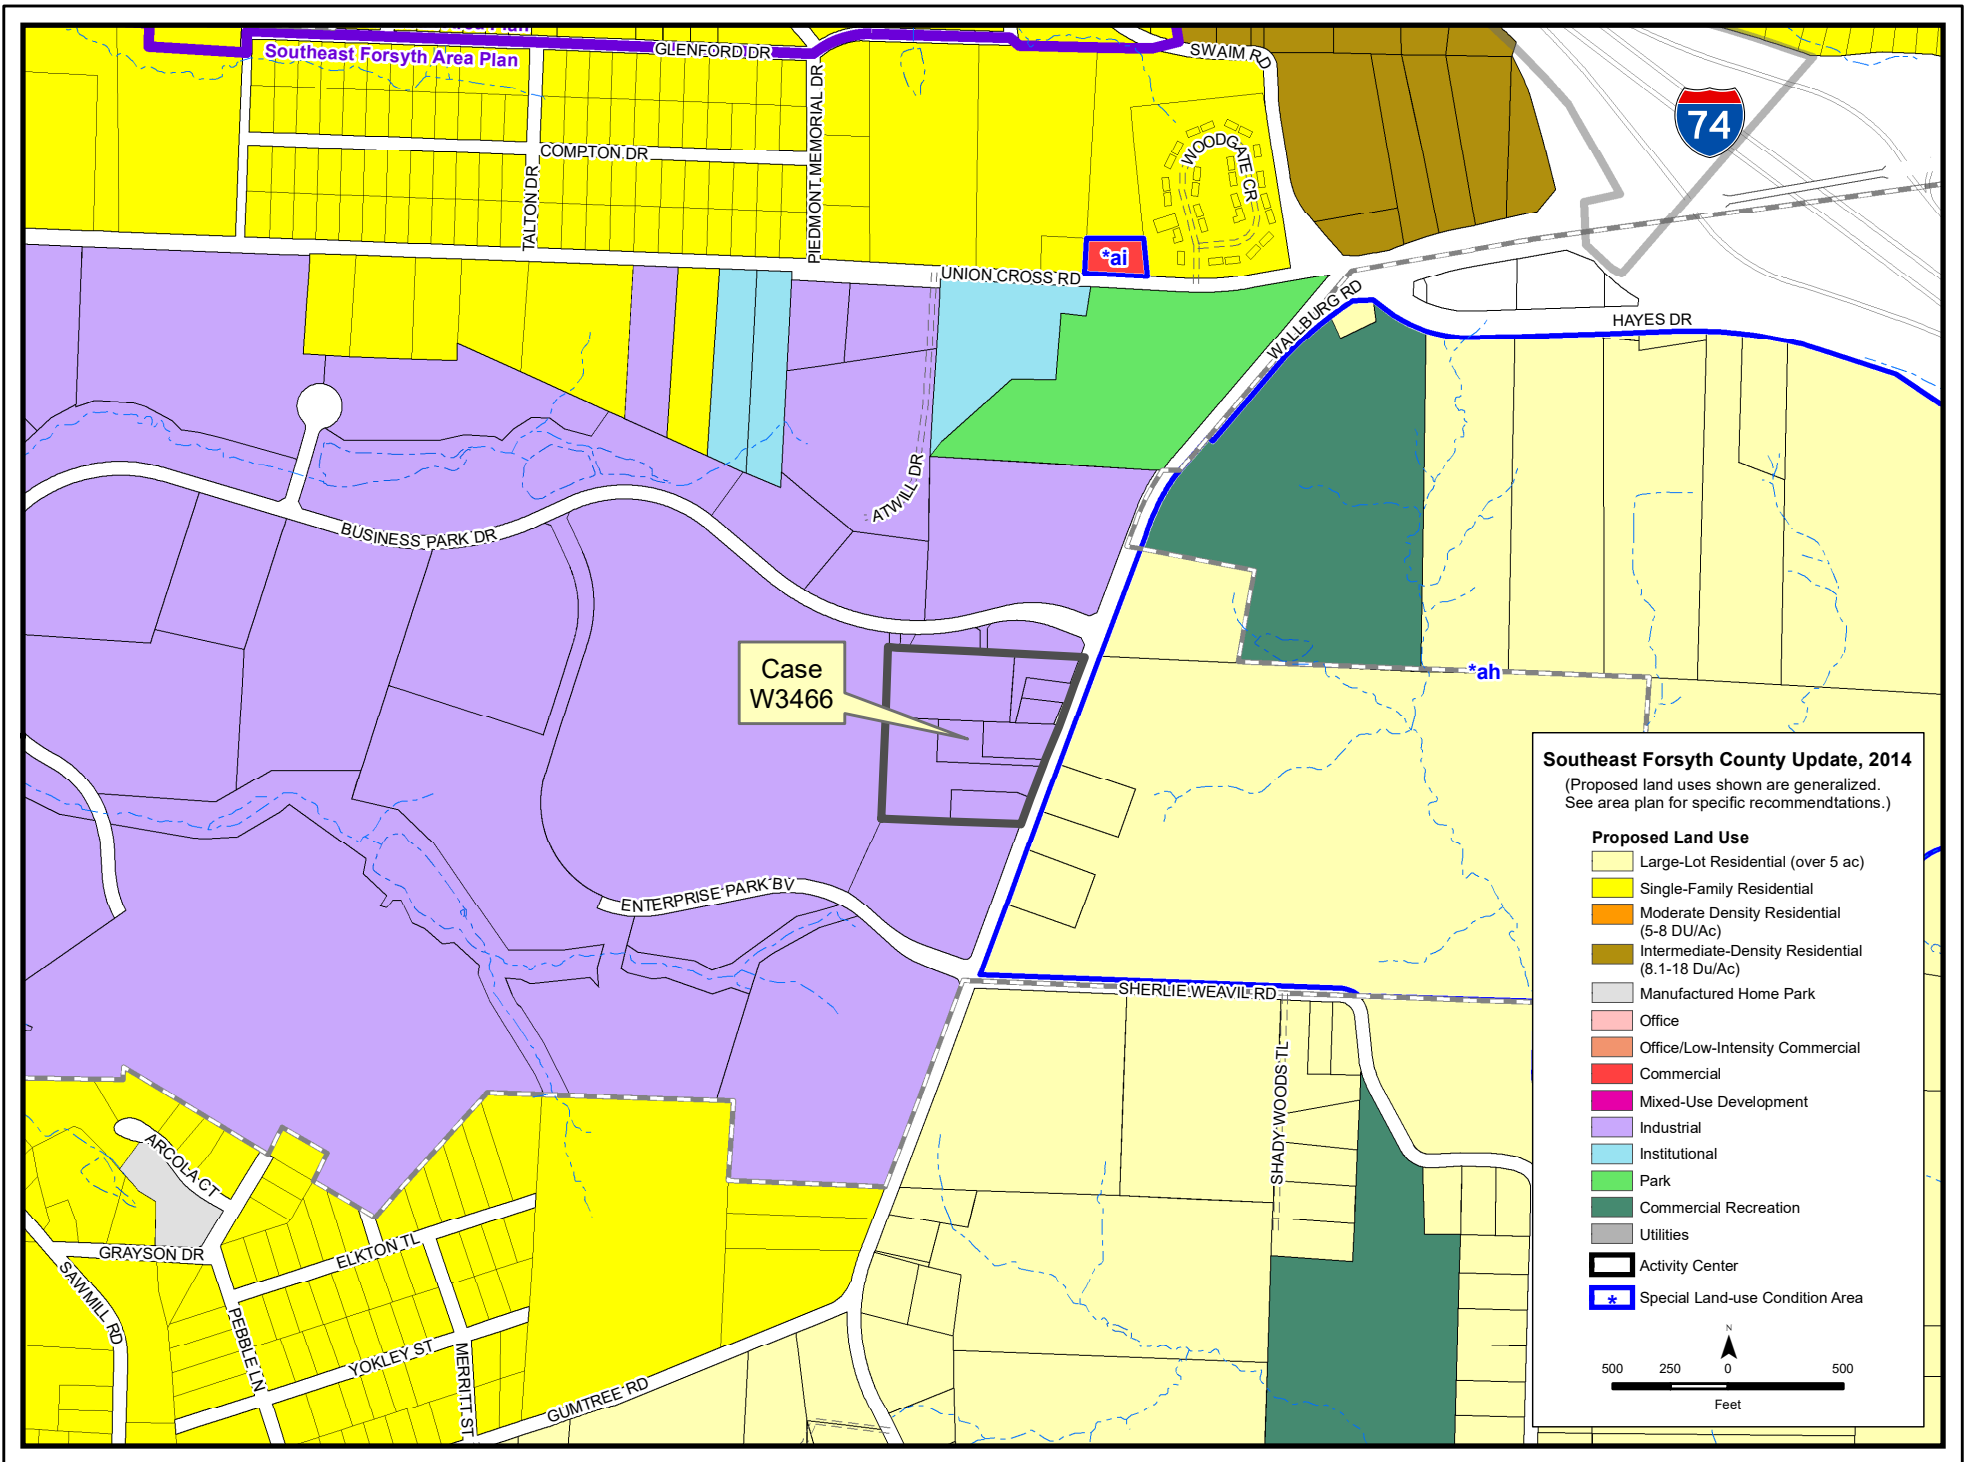 Southeast Forsyth Area Plan
GLENFORD DR
SWAIM RD
74
COMPTON DR
TALTON DR
PIEDMONT MEMORIAL DR
WOODGATE CR
*ai
UNION CROSS RD
WALLBURG RD
HAYES DR
ATWILL DR
BUSINESS PARK DR
Case
W3466
*ah
ENTERPRISE PARK BV
SHERLIE WEAVIL RD
SHADY WOODS TL
ARCOLA CT
GRAYSON DR
ELKTON TL
SAWMILL RD
PEBBLE LN
YOKLEY ST
MERRITT ST
GUMTREE RD
Southeast Forsyth County Update, 2014
(Proposed land uses shown are generalized.
See area plan for specific recommendtations.)
Proposed Land Use
Large-Lot Residential (over 5 ac)
Single-Family Residential
Moderate Density Residential
(5-8 DU/Ac)
Intermediate-Density Residential
(8.1-18 Du/Ac)
Manufactured Home Park
Office
Office/Low-Intensity Commercial
Commercial
Mixed-Use Development
Industrial
Institutional
Park
Commercial Recreation
Utilities
Activity Center
* Special Land-use Condition Area
N
500 250 0 500
Feet